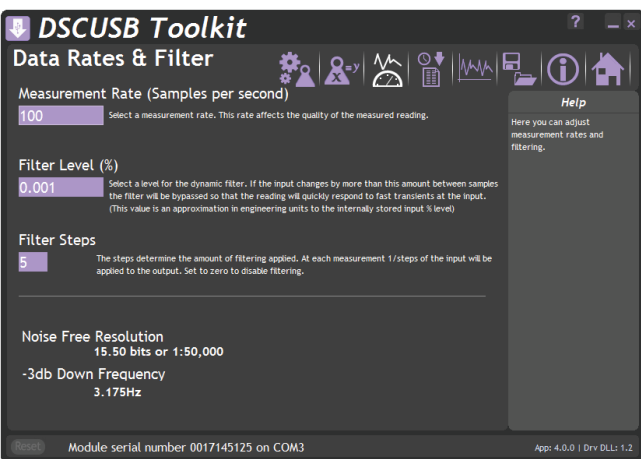 DSCUSB Toolkit
?
Data Rates & Filter
x
=y
i
Measurement Rate (Samples per second)
100
Select a measurement rate. This rate affects the quality of the measured reading.
Filter Level (%)
0.001
Select a level for the dynamic filter. If the input changes by more than this amount between samples
the filter will be bypassed so that the reading will quickly respond to fast transients at the input.
(This value is an approximation in engineering units to the internally stored input % level)
Filter Steps
5
The steps determine the amount of filtering applied. At each measurement 1/steps of the input will be
applied to the output. Set to zero to disable filtering.
Noise Free Resolution
15.50 bits or 1:50,000
-3db Down Frequency
3.175Hz
Help
Here you can adjust
measurement rates and
filtering.
Reset
Module serial number 0017145125 on COM3
App: 4.0.0 | Drv DLL: 1.2